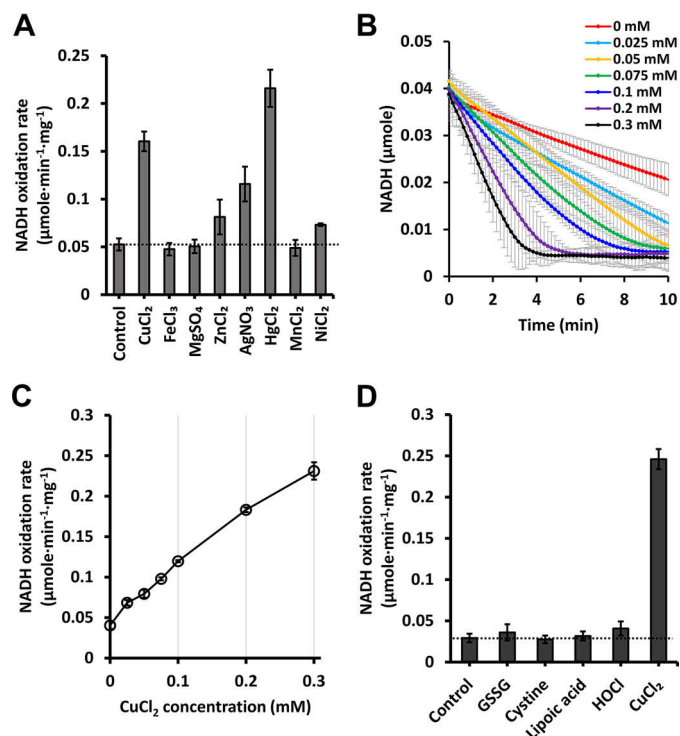 A
NADH oxidation rate
(μmole·min⁻¹·mg⁻¹)
0.25
0.2
0.15
0.1
0.05
0
Control
CuCl₂
FeCl₃
MgSO₄
ZnCl₂
AgNO₃
HgCl₂
MnCl₂
NiCl₂
B
NADH (μmole)
0.05
0.04
0.03
0.02
0.01
0
0 2 4 6 8 10
Time (min)
0 mM
0.025 mM
0.05 mM
0.075 mM
0.1 mM
0.2 mM
0.3 mM
C
NADH oxidation rate
(μmole·min⁻¹·mg⁻¹)
0.3
0.25
0.2
0.15
0.1
0.05
0
0 0.1 0.2 0.3
CuCl₂ concentration (mM)
D
NADH oxidation rate
(μmole·min⁻¹·mg⁻¹)
0.3
0.25
0.2
0.15
0.1
0.05
0
Control
GSSG
Cystine
Lipoic acid
HOCl
CuCl₂